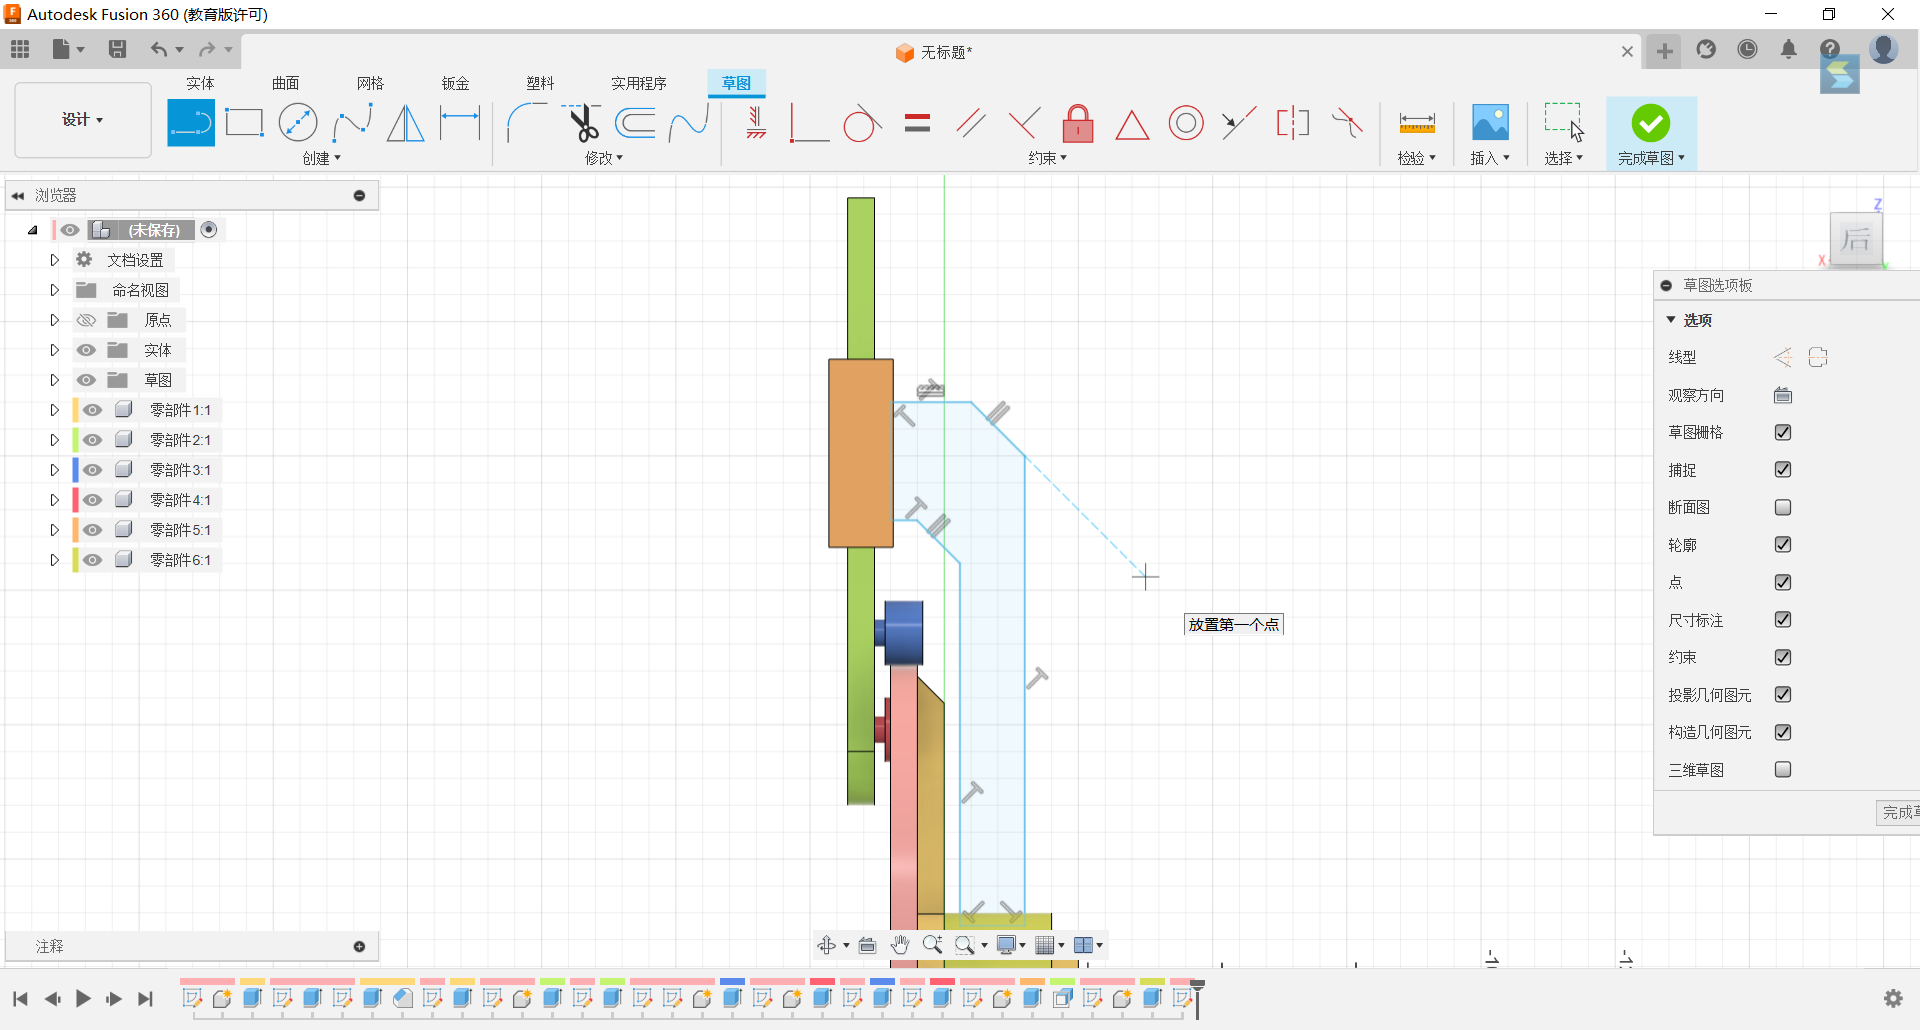 Autodesk Fusion 360 (教育版许可)
无标题*
实体 曲面 网格 钣金 塑料 实用程序 草图
设计
创建 修改 约束 检验 插入 选择 完成草图
浏览器
(未保存)
文档设置
命名视图
原点
实体
草图
零部件1:1
零部件2:1
零部件3:1
零部件4:1
零部件5:1
零部件6:1
Z
后
X
草图选项板
选项
线型
观察方向
草图栅格
捕捉
断面图
轮廓
点
尺寸标注
约束
投影几何图元
构造几何图元
三维草图
放置第一个点
注释